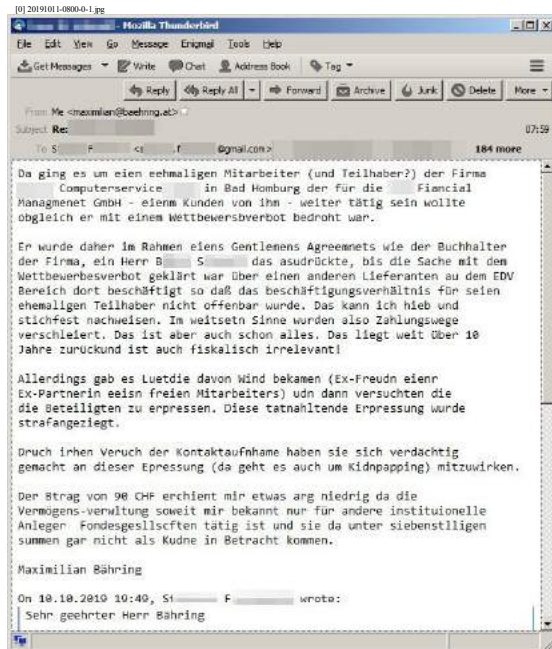 [0] 20191011-0800-0-1.jpg
- Mozilla Thunderbird
File Edit View Go Message Enigmail Tools Help
Get Messages Write Chat Address Book Tag
Reply Reply All Forward Archive Junk Delete More
From Me <maximilian@baehring.at>
Subject Re: 07:59
To S F <s .f @gmail.com> 184 more
Da ging es um eien eehmaligen Mitarbeiter (und Teilhaber?) der Firma
Computerservice in Bad Homburg der für die Fiancial
Managmenet GmbH - eienm Kunden von ihm - weiter tätig sein wollte
obgleich er mit einem Wettbewersbverbot bedroht war.
Er wurde daher im Rahmen eiens Gentlemens Agreemnets wie der Buchhalter
der Firma, ein Herr B S das asudrückte, bis die Sache mit dem
Wettbewerbesverbot geklärt war über einen anderen Lieferanten au dem EDV
Bereich dort beschäftigt so daß das beschäftigungsverhältnis für seien
ehemaligen Teilhaber nicht offenbar wurde. Das kann ich hieb und
stichfest nachweisen. Im weitsetn Sinne wurden also Zahlungswege
verschleiert. Das ist aber auch schon alles. Das liegt weit über 10
Jahre zurückund ist auch fiskalisch irrelevant!
Allerdings gab es Luetdie davon Wind bekamen (Ex-Freudn eienr
Ex-Partnerin eeisn freien Mitarbeiters) udn dann versuchten die
die Beteiligten zu erpressen. Diese tatnahltende Erpressung wurde
strafangeziegt.
Druch irhen Veruch der Kontaktaufnhame haben sie sich verdächtig
gemacht an dieser Epressung (da geht es auch um Kidnpapping) mitzuwirken.
Der Btrag von 90 CHF erchient mir etwas arg niedrig da die
Vermögens-verwltung soweit mir bekannt nur für andere instituionelle
Anleger Fondesgesllscften tätig ist und sie da unter siebenstlligen
summen gar nicht als Kudne in Betracht kommen.
Maximilian Bähring
On 10.10.2019 19:49, St F wrote:
Sehr geehrter Herr Bähring